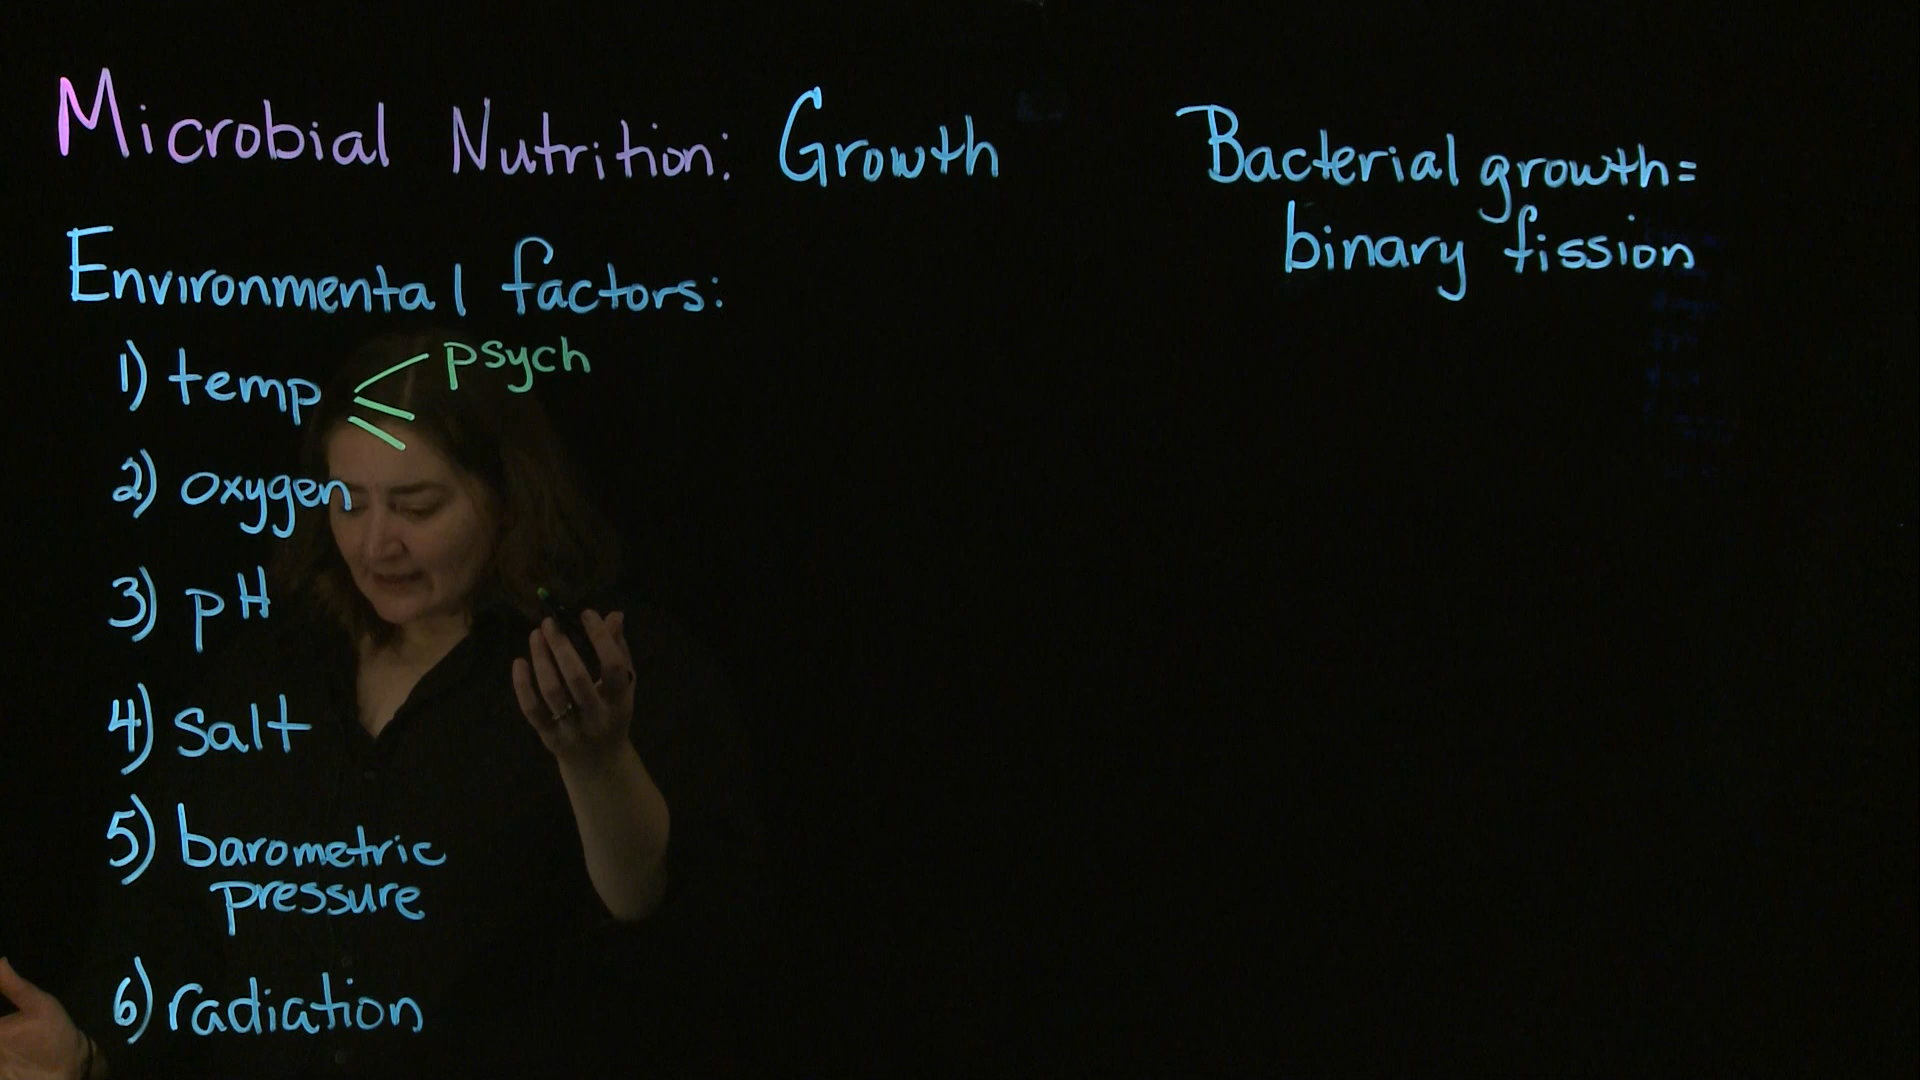 Microbial Nutrition: Growth
Environmental factors:
1) temp
psych
2) oxygen
3) pH
4) salt
5) barometric
pressure
6) radiation
Bacterial growth=
binary fission